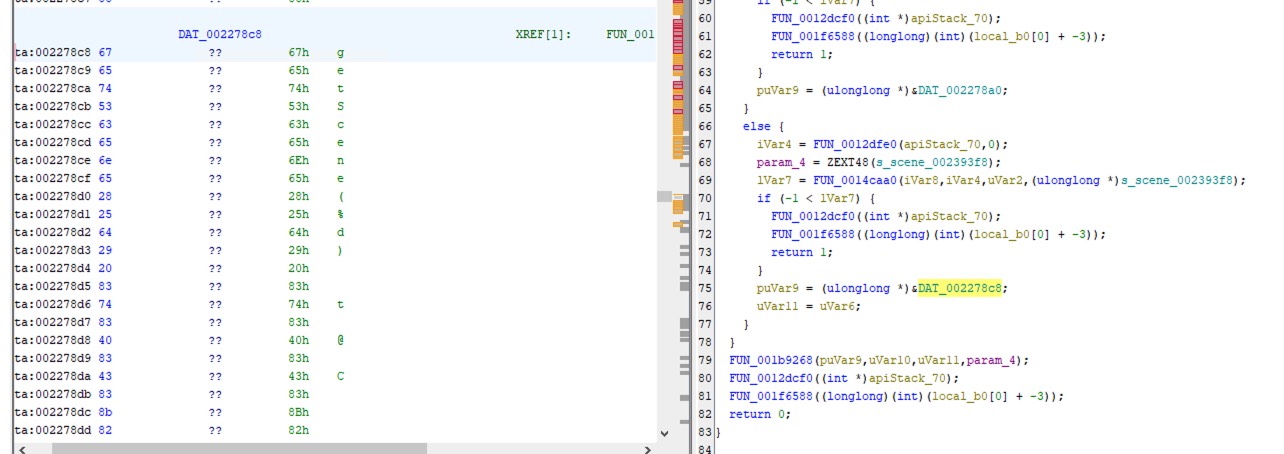 DAT_002278c8 XREF[1]: FUN_001
ta:002278c8 67 ?? 67h g
ta:002278c9 65 ?? 65h e
ta:002278ca 74 ?? 74h t
ta:002278cb 53 ?? 53h S
ta:002278cc 63 ?? 63h c
ta:002278cd 65 ?? 65h e
ta:002278ce 6e ?? 6Eh n
ta:002278cf 65 ?? 65h e
ta:002278d0 28 ?? 28h (
ta:002278d1 25 ?? 25h %
ta:002278d2 64 ?? 64h d
ta:002278d3 29 ?? 29h )
ta:002278d4 20 ?? 20h
ta:002278d5 83 ?? 83h
ta:002278d6 74 ?? 74h t
ta:002278d7 83 ?? 83h
ta:002278d8 40 ?? 40h @
ta:002278d9 83 ?? 83h
ta:002278da 43 ?? 43h C
ta:002278db 83 ?? 83h
ta:002278dc 8b ?? 8Bh
ta:002278dd 82 ?? 82h
59 if (-1 < lVar7) {
60 FUN_0012dcf0((int *)apiStack_70);
61 FUN_001f6588((longlong)(int)(local_b0[0] + -3));
62 return 1;
63 }
64 puVar9 = (ulonglong *)&DAT_002278a0;
65 }
66 else {
67 iVar4 = FUN_0012dfe0(apiStack_70,0);
68 param_4 = ZEXT48(s_scene_002393f8);
69 lVar7 = FUN_0014caa0(iVar8,iVar4,uVar2,(ulonglong *)s_scene_002393f8);
70 if (-1 < lVar7) {
71 FUN_0012dcf0((int *)apiStack_70);
72 FUN_001f6588((longlong)(int)(local_b0[0] + -3));
73 return 1;
74 }
75 puVar9 = (ulonglong *)&DAT_002278c8;
76 uVar11 = uVar6;
77 }
78 }
79 FUN_001b9268(puVar9,uVar10,uVar11,param_4);
80 FUN_0012dcf0((int *)apiStack_70);
81 FUN_001f6588((longlong)(int)(local_b0[0] + -3));
82 return 0;
83 }
84